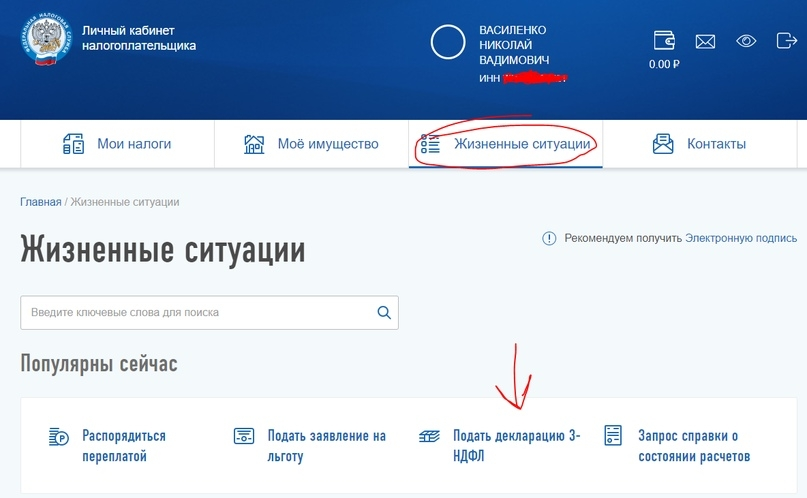 Личный кабинет
налогоплательщика
ВАСИЛЕНКО
НИКОЛАЙ
ВАДИМОВИЧ
ИНН
0.00 ₽
Мои налоги
Моё имущество
Жизненные ситуации
Контакты
Главная / Жизненные ситуации
Жизненные ситуации
Рекомендуем получить Электронную подпись
Введите ключевые слова для поиска
Популярны сейчас
Распорядиться
переплатой
Подать заявление на
льготу
Подать декларацию 3-
НДФЛ
Запрос справки о
состоянии расчетов